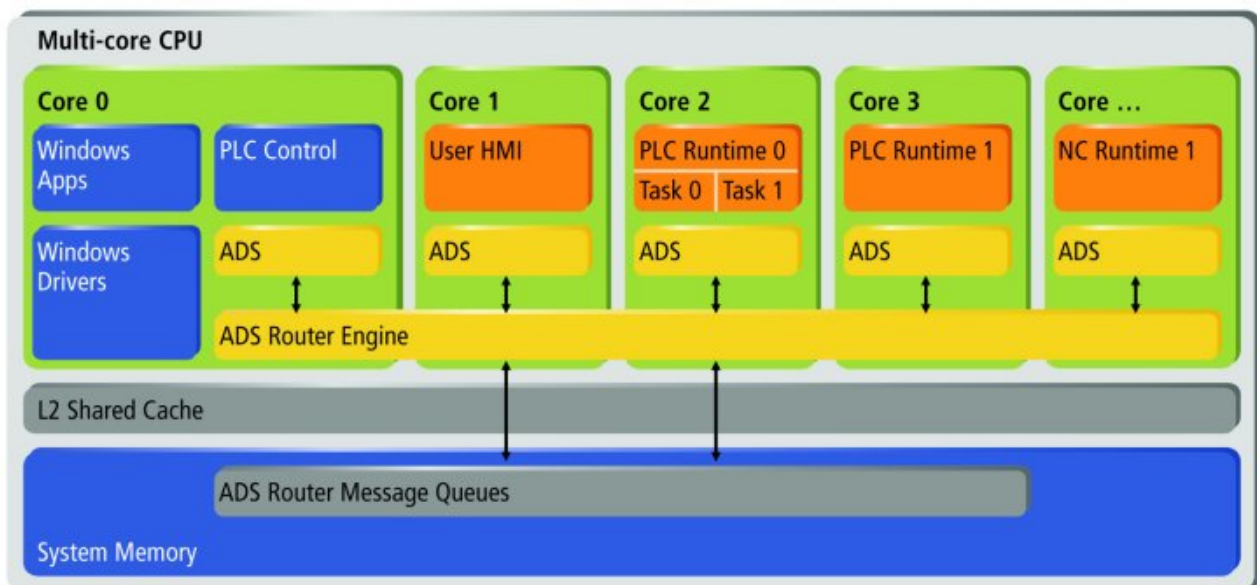 Multi-core CPU
Core 0
Core 1
Core 2
Core 3
Core ...
Windows
Apps
PLC Control
User HMI
PLC Runtime 0
Task 0
Task 1
PLC Runtime 1
NC Runtime 1
Windows
Drivers
ADS
ADS
ADS
ADS
ADS
ADS Router Engine
L2 Shared Cache
ADS Router Message Queues
System Memory